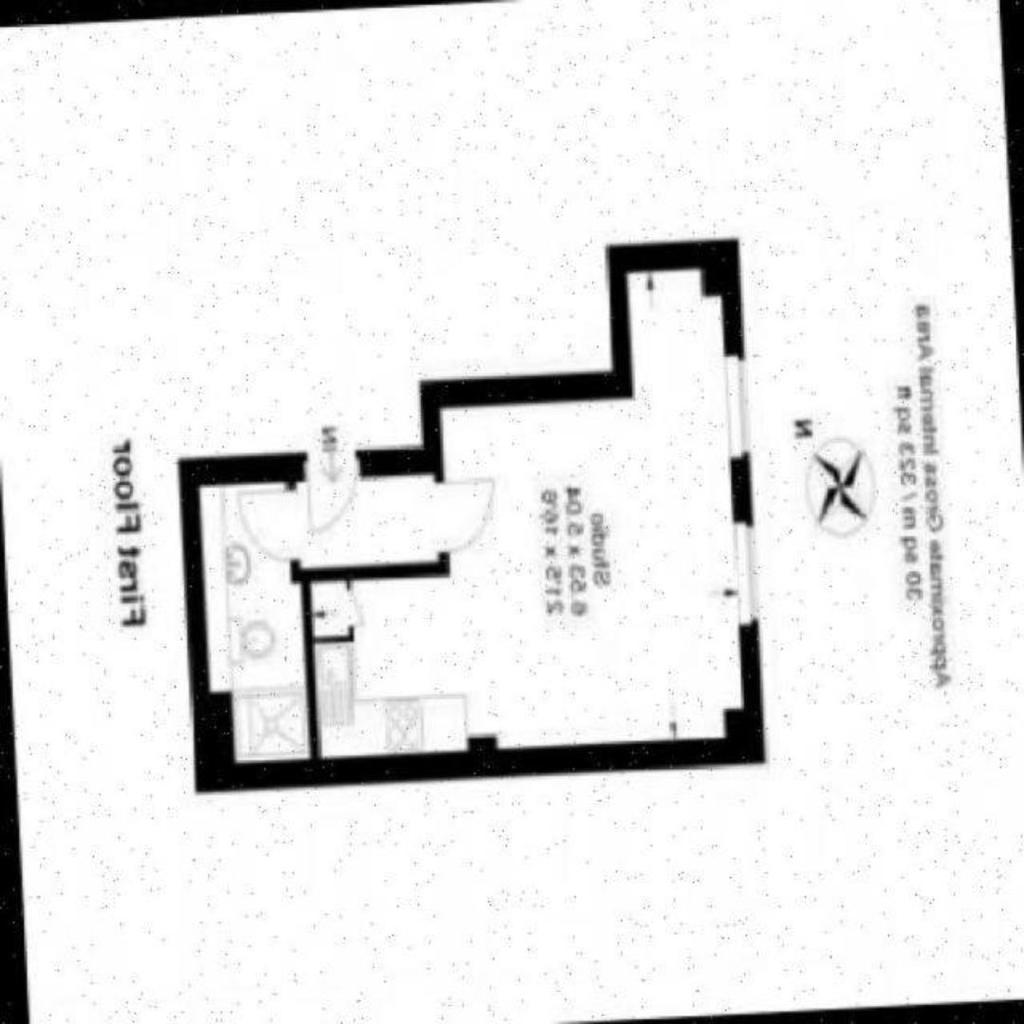 Approximate Gross Internal Area
30 sq m / 323 sq ft
N
Studio
6.53 x 5.04
21'5 x 16'6
IN
First Floor